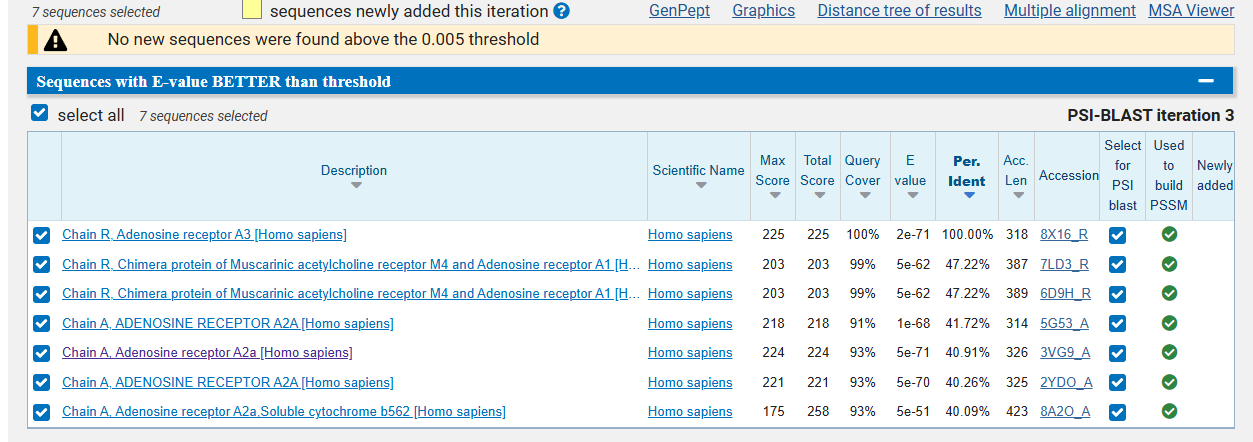 7 sequences selected sequences newly added this iteration ? GenPept Graphics Distance tree of results Multiple alignment MSA Viewer
No new sequences were found above the 0.005 threshold
Sequences with E-value BETTER than threshold
select all 7 sequences selected PSI-BLAST iteration 3
Description Scientific Name Max Score Total Score Query Cover E value Per. Ident Acc. Len Accession Select for PSI blast Used to build PSSM Newly added
Chain R, Adenosine receptor A3 [Homo sapiens] Homo sapiens 225 225 100% 2e-71 100.00% 318 8X16_R
Chain R, Chimera protein of Muscarinic acetylcholine receptor M4 and Adenosine receptor A1 [H... Homo sapiens 203 203 99% 5e-62 47.22% 387 7LD3_R
Chain R, Chimera protein of Muscarinic acetylcholine receptor M4 and Adenosine receptor A1 [H... Homo sapiens 203 203 99% 5e-62 47.22% 389 6D9H_R
Chain A, ADENOSINE RECEPTOR A2A [Homo sapiens] Homo sapiens 218 218 91% 1e-68 41.72% 314 5G53_A
Chain A, Adenosine receptor A2a [Homo sapiens] Homo sapiens 224 224 93% 5e-71 40.91% 326 3VG9_A
Chain A, ADENOSINE RECEPTOR A2A [Homo sapiens] Homo sapiens 221 221 93% 5e-70 40.26% 325 2YDO_A
Chain A, Adenosine receptor A2a,Soluble cytochrome b562 [Homo sapiens] Homo sapiens 175 258 93% 5e-51 40.09% 423 8A2O_A